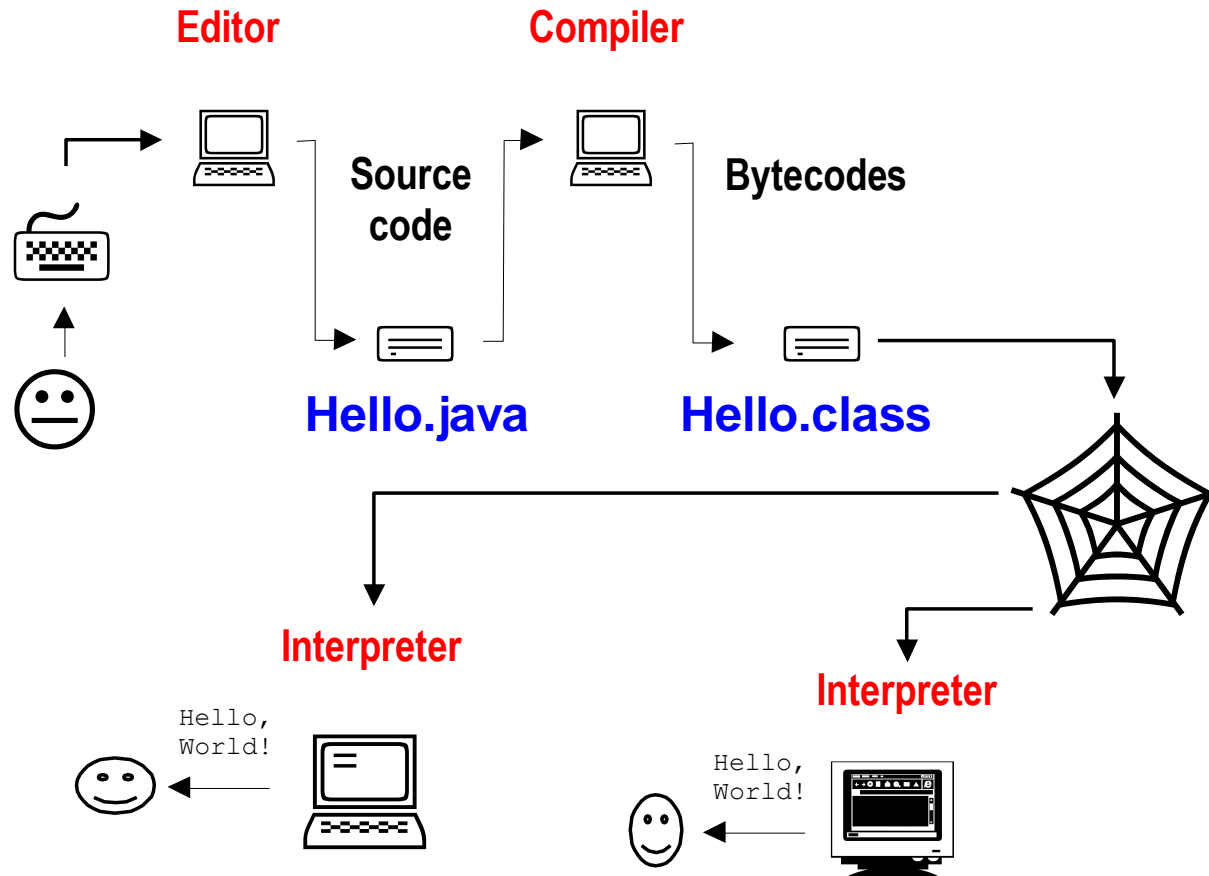 Editor
Compiler
Source
code
Bytecodes
Hello.java
Hello.class
Interpreter
Interpreter
Hello,
World!
Hello,
World!